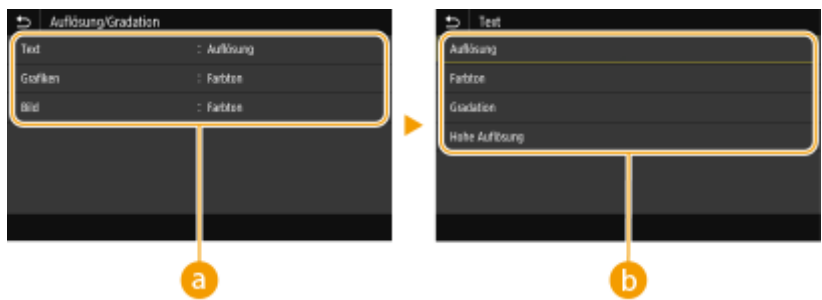 Auflösung/Gradation
Text : Auflösung
Grafiken : Farbton
Bild : Farbton
a
Text
Auflösung
Farbton
Gradation
Hohe Auflösung
b